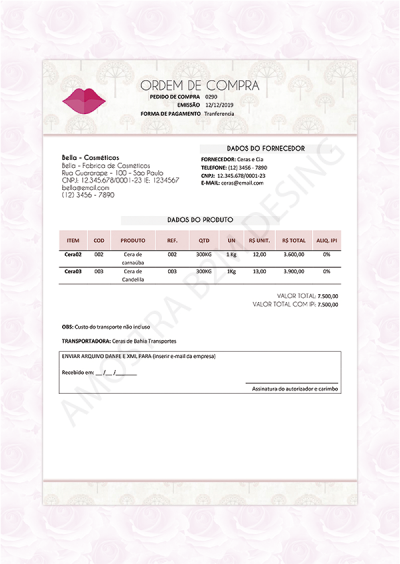 ORDEM DE COMPRA
PEDIDO DE COMPRA 0290
EMISSÃO 12/12/2019
FORMA DE PAGAMENTO Tranferencia
Bella - Cosméticos
Bella - Fabrica de Cosméticos
Rua Guararape - 100 - São Paulo
CNPJ: 12.345.678/0001-23 IE: 1234567
bella@email.com
(12) 3456 - 7890
DADOS DO FORNECEDOR
FORNECEDOR: Ceras e Cia
TELEFONE: (12) 3456 - 7890
CNPJ: 12.345.678/0001-23
E-MAIL: ceras@email.com
DADOS DO PRODUTO
ITEM COD PRODUTO REF. QTD UN R$ UNIT. R$ TOTAL ALIQ. IPI
Cera02 002 Cera de carnaúba 002 300KG 1 Kg 12,00 3.600,00 0%
Cera03 003 Cera de Candelila 003 300KG 1Kg 13,00 3.900,00 0%
VALOR TOTAL: 7.500,00
VALOR TOTAL COM IPI: 7.500,00
OBS: Custo do transporte não incluso
TRANSPORTADORA: Ceras de Bahia Transportes
ENVIAR ARQUIVO DANFE E XML PARA (inserir e-mail da empresa)
Recebido em: __ /__ /______
Assinatura do autorizador e carimbo
AMOSTRA B2M DESING